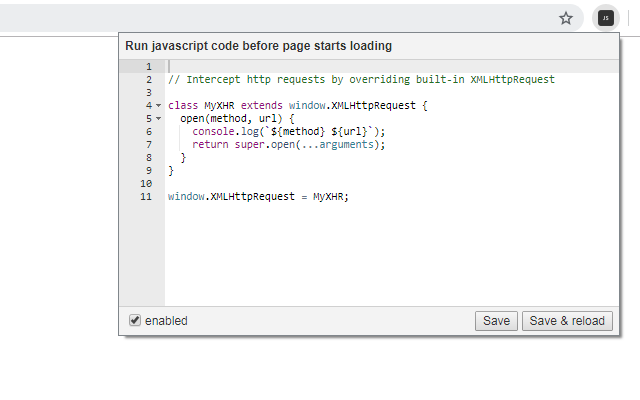 JS
Run javascript code before page starts loading
1
2 // Intercept http requests by overriding built-in XMLHttpRequest
3
4 class MyXHR extends window.XMLHttpRequest {
5 open(method, url) {
6 console.log(`${method} ${url}`);
7 return super.open(...arguments);
8 }
9 }
10
11 window.XMLHttpRequest = MyXHR;
enabled Save Save & reload